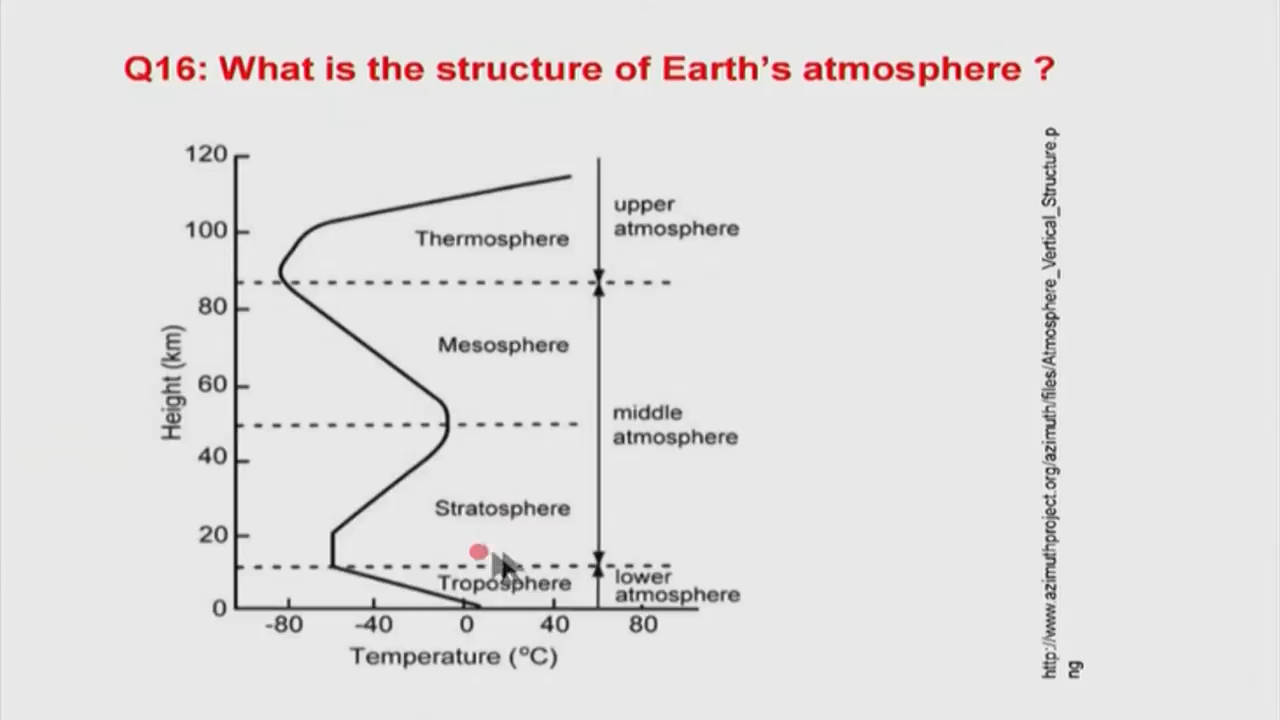 Q16: What is the structure of Earth's atmosphere ?
120
100
80
60
40
20
0
Height (km)
-80
-40
0
40
80
Temperature (°C)
Thermosphere
Mesosphere
Stratosphere
Troposphere
upper
atmosphere
middle
atmosphere
lower
atmosphere
http://www.azimuthproject.org/azimuth/files/Atmosphere_Vertical_Structure.p
ng